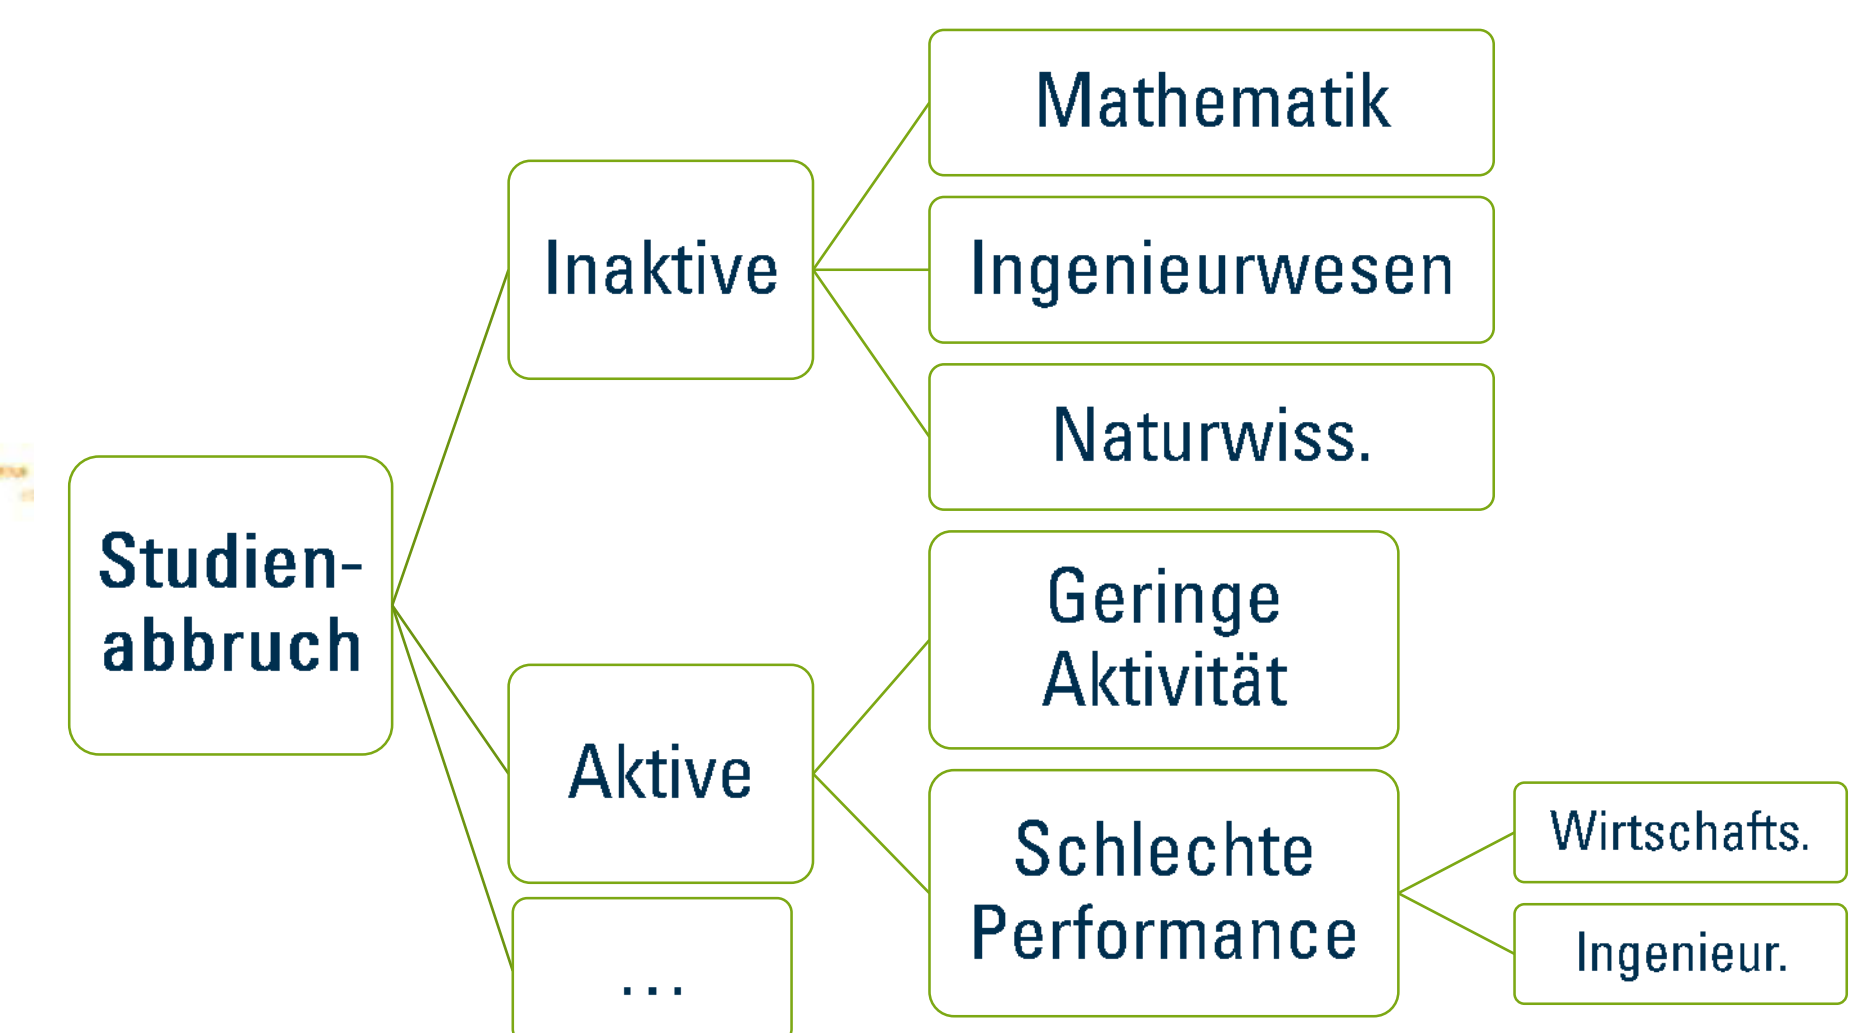 Mathematik
Inaktive
Ingenieurwesen
Naturwiss.
Studien-
abbruch
Geringe
Aktivität
Aktive
Schlechte
Performance
Wirtschafts.
Ingenieur.
...